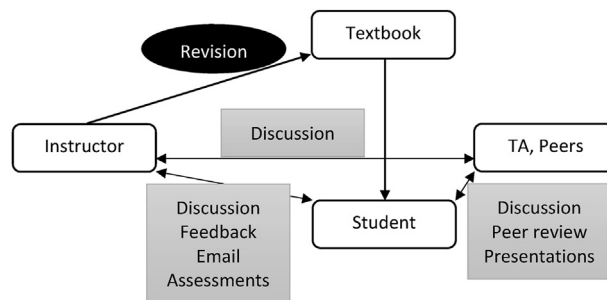 Textbook
Revision
Discussion
Instructor
TA, Peers
Discussion
Feedback
Email
Assessments
Student
Discussion
Peer review
Presentations